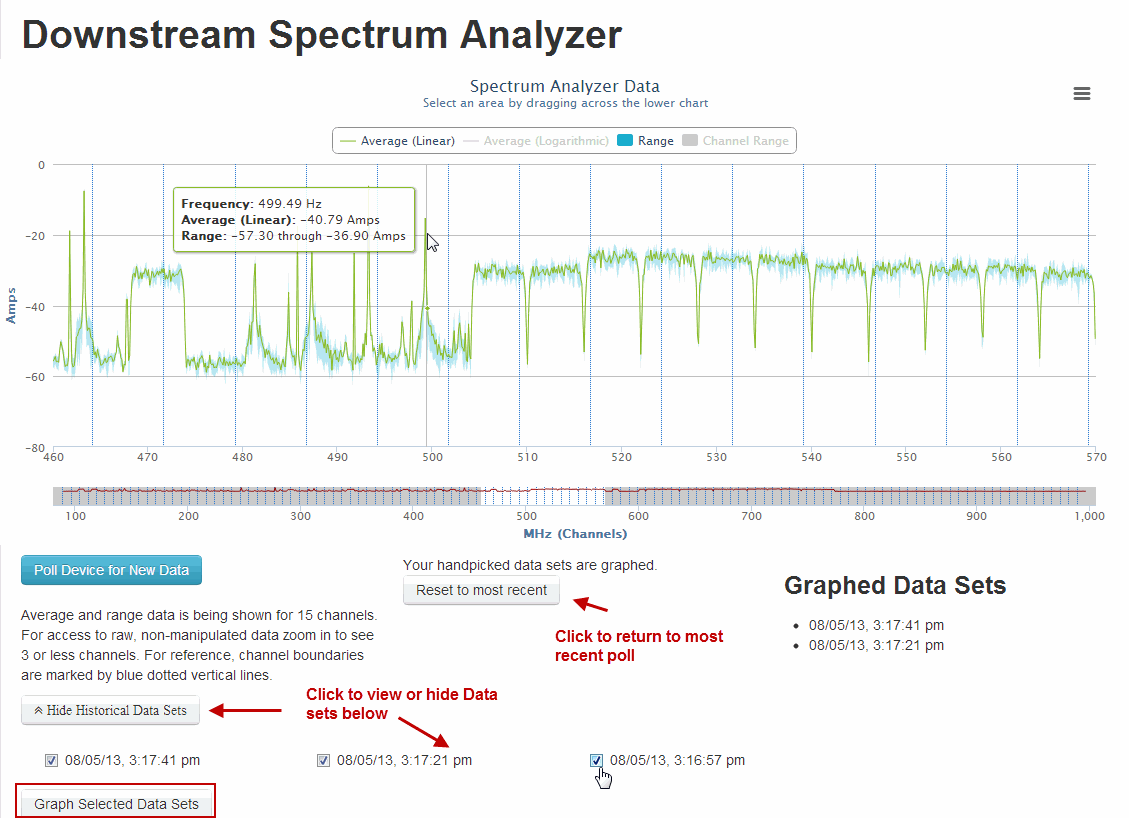 Downstream Spectrum Analyzer
Spectrum Analyzer Data
Select an area by dragging across the lower chart
Average (Linear) Average (Logarithmic) Range Channel Range
0
-20
-40
-60
-80
Amps
Frequency: 499.49 Hz
Average (Linear): -40.79 Amps
Range: -57.30 through -36.90 Amps
460 470 480 490 500 510 520 530 540 550 560 570
100 200 300 400 500 600 700 800 900 1,000
MHz (Channels)
Poll Device for New Data
Average and range data is being shown for 15 channels.
For access to raw, non-manipulated data zoom in to see
3 or less channels. For reference, channel boundaries
are marked by blue dotted vertical lines.
Your handpicked data sets are graphed.
Reset to most recent
Click to return to most
recent poll
Graphed Data Sets
• 08/05/13, 3:17:41 pm
• 08/05/13, 3:17:21 pm
Hide Historical Data Sets
Click to view or hide Data
sets below
08/05/13, 3:17:41 pm 08/05/13, 3:17:21 pm 08/05/13, 3:16:57 pm
Graph Selected Data Sets